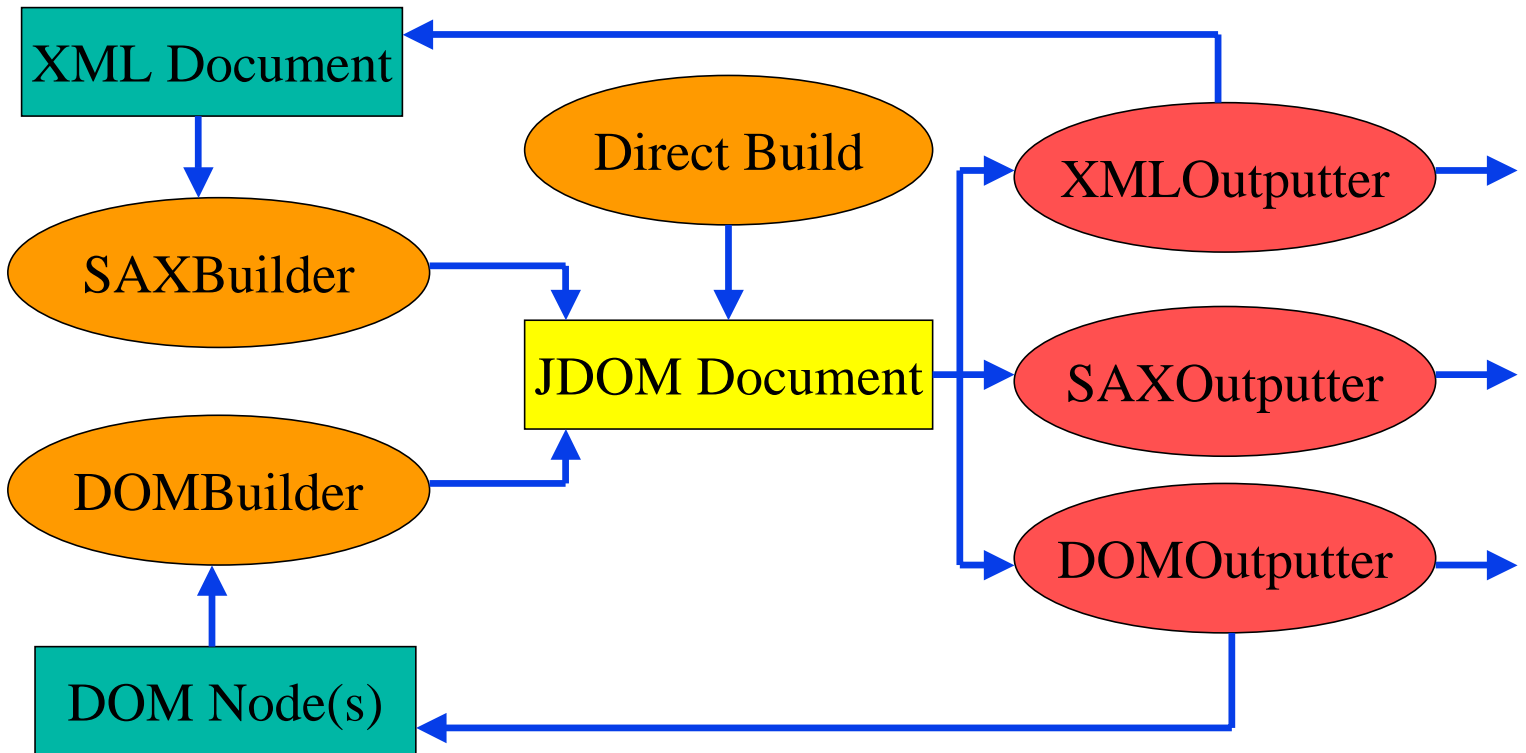 XML Document
Direct Build
XMLOutputter
SAXBuilder
JDOM Document
SAXOutputter
DOMBuilder
DOMOutputter
DOM Node(s)